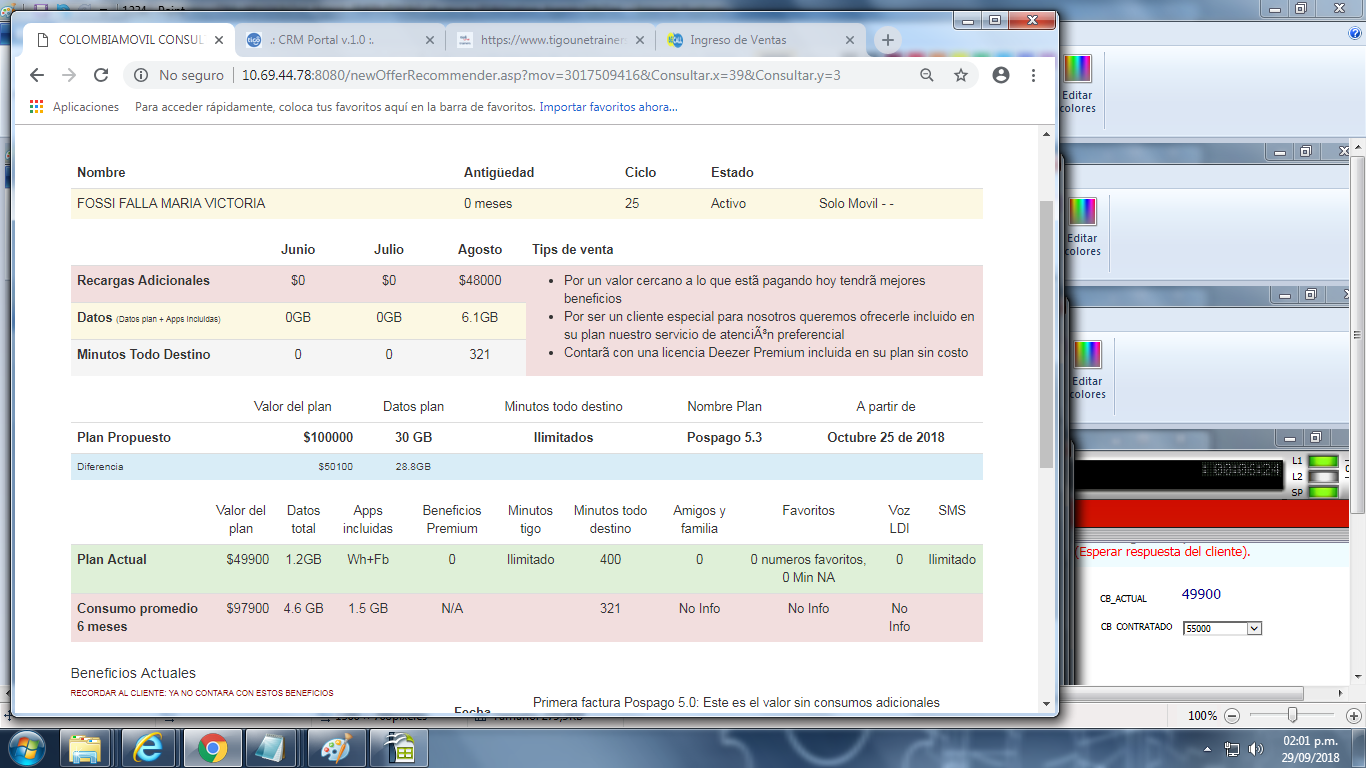 COLOMBIAMOVIL CONSUL
.: CRM Portal v.1.0 :.
https://www.tigounetrainer
Ingreso de Ventas
No seguro
10.69.44.78:8080/newOfferRecommender.asp?mov=3017509416&Consultar.x=39&Consultar.y=3
Aplicaciones Para acceder rápidamente, coloca tus favoritos aquí en la barra de favoritos. Importar favoritos ahora...
Nombre Antigüedad Ciclo Estado
FOSSI FALLA MARIA VICTORIA 0 meses 25 Activo Solo Movil - -
Junio Julio Agosto Tips de venta
Recargas Adicionales $0 $0 $48000
Datos (Datos plan + Apps Incluidas) 0GB 0GB 6.1GB
Minutos Todo Destino 0 0 321
• Por un valor cercano a lo que estã pagando hoy tendrã mejores
beneficios
• Por ser un cliente especial para nosotros queremos ofrecerle incluido en
su plan nuestro servicio de atenciÃ³n preferencial
• Contarã con una licencia Deezer Premium incluida en su plan sin costo
Valor del plan Datos plan Minutos todo destino Nombre Plan A partir de
Plan Propuesto $100000 30 GB Ilimitados Pospago 5.3 Octubre 25 de 2018
Diferencia $50100 28.8GB
Valor del Datos Apps Beneficios Minutos Minutos todo Amigos y Favoritos Voz SMS
plan total incluidas Premium tigo destino familia LDI
Plan Actual $49900 1.2GB Wh+Fb 0 Ilimitado 400 0 0 numeros favoritos, 0 Ilimitado
0 Min NA
Consumo promedio $97900 4.6 GB 1.5 GB N/A 321 No Info No Info No
6 meses Info
Beneficios Actuales
RECORDAR AL CLIENTE: YA NO CONTARA CON ESTOS BENEFICIOS
Primera factura Pospago 5.0: Este es el valor sin consumos adicionales
Fecha
Editar
colores
Editar
colores
Editar
colores
00:06:24
L1
L2
SP
(Esperar respuesta del cliente).
CB_ACTUAL 49900
CB CONTRATADO 55000
100%
02:01 p.m.
29/09/2018